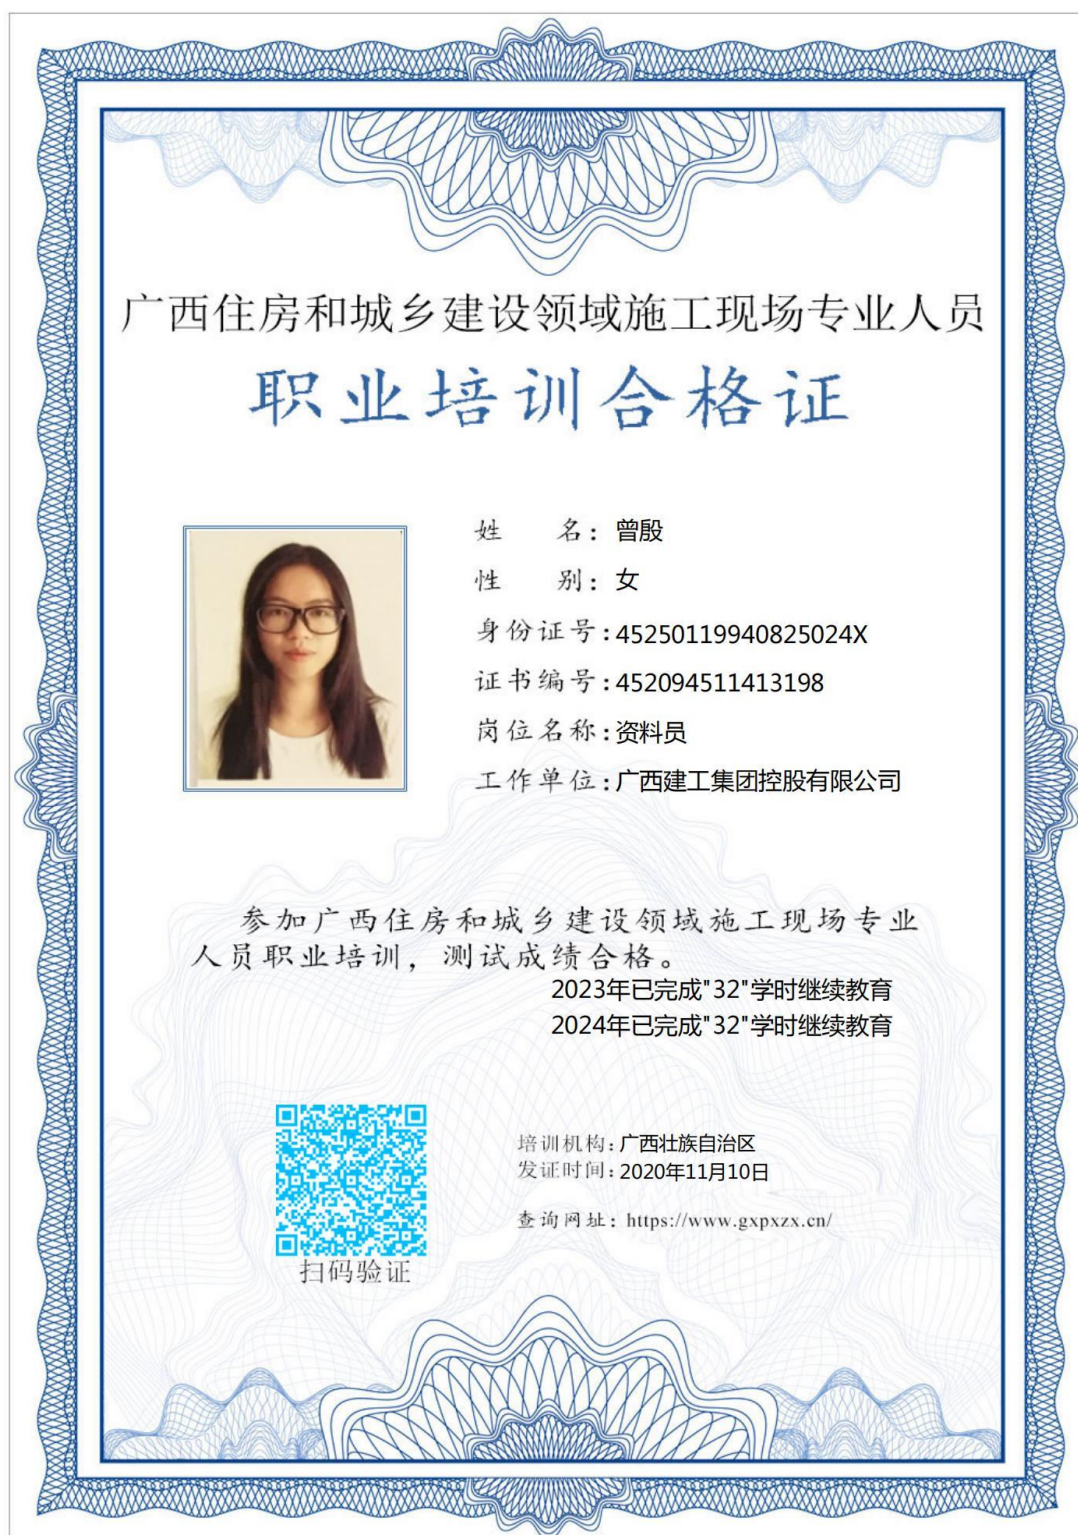 广西住房和城乡建设领域施工现场专业人员
职业培训合格证
姓 名：曾殷
性 别：女
身份证号：45250119940825024X
证书编号：452094511413198
岗位名称：资料员
工作单位：广西建工集团控股有限公司
参加广西住房和城乡建设领域施工现场专业
人员职业培训，测试成绩合格。
2023年已完成"32"学时继续教育
2024年已完成"32"学时继续教育
培训机构：广西壮族自治区
发证时间：2020年11月10日
查询网址：https://www.gxpxzx.cn/
扫码验证